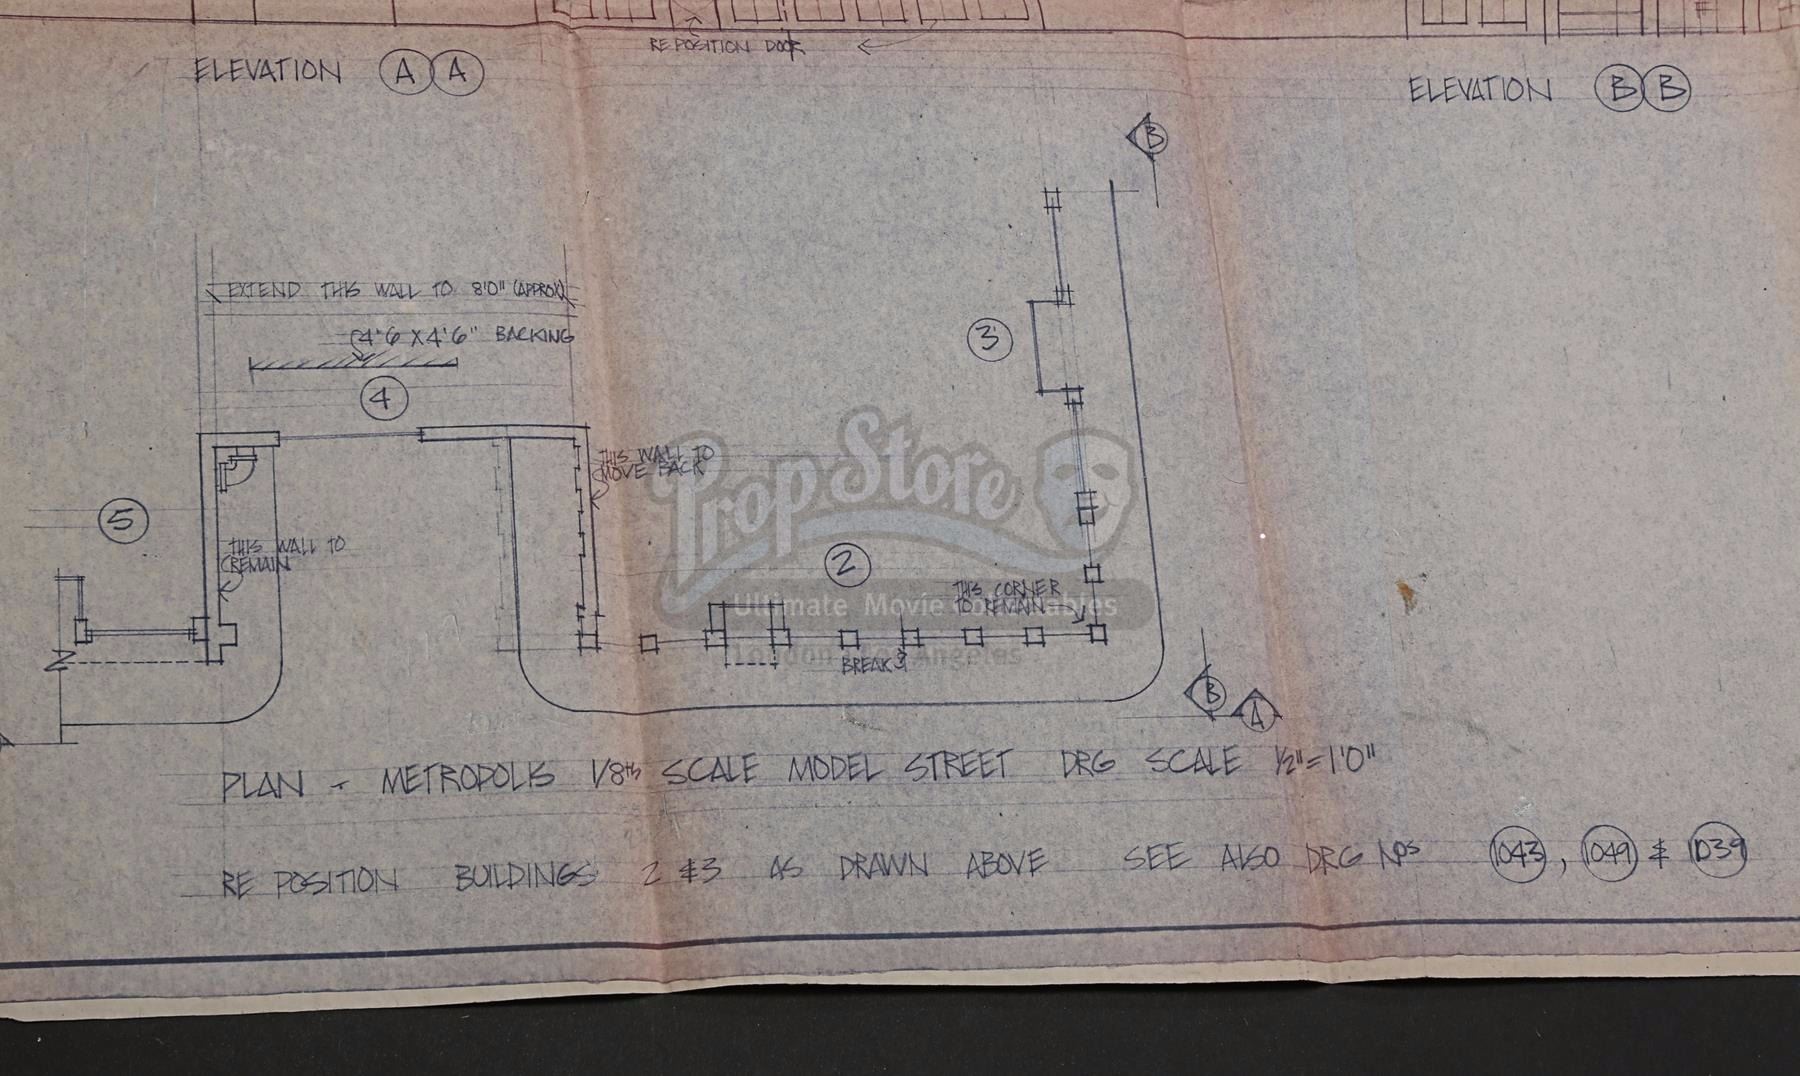 RE POSITION DOOR
ELEVATION A A
ELEVATION B B
B
EXTEND THIS WALL TO 8'0" (APPROX)
4'6 X 4'6" BACKING
3
4
THIS WALL TO
MOVE BACK
PropStore
5
THIS WALL TO
REMAIN
2
THIS CORNER
TO REMAIN
Ultimate Movie Collectables
London Los Angeles
BREAK
B
A
PLAN - METROPOLIS 1/8th SCALE MODEL STREET DRG SCALE 1/2"=1'0"
RE POSITION BUILDINGS 2 & 3 AS DRAWN ABOVE SEE ALSO DRG Nos 1043, 1049 & 1039